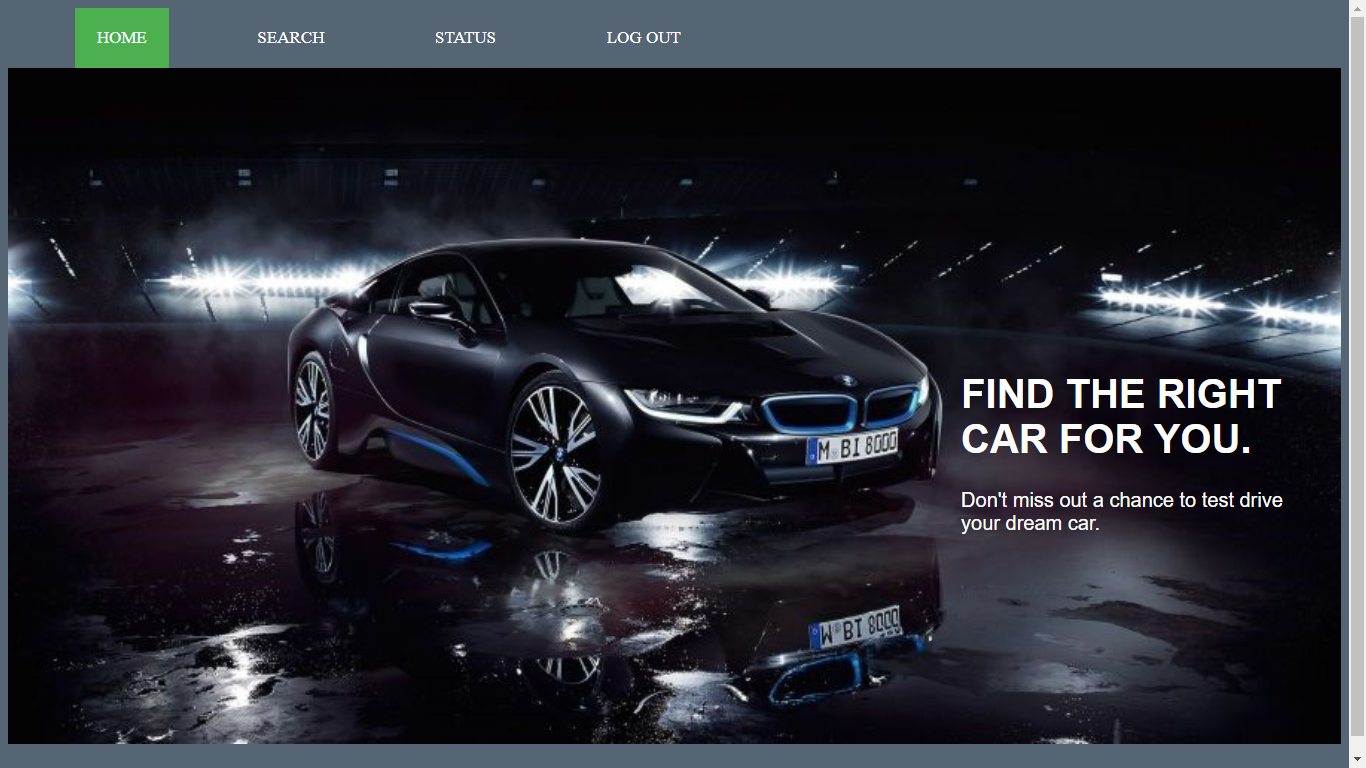 HOME SEARCH STATUS LOG OUT
FIND THE RIGHT
CAR FOR YOU.
M BI 8000
Don't miss out a chance to test drive
your dream car.